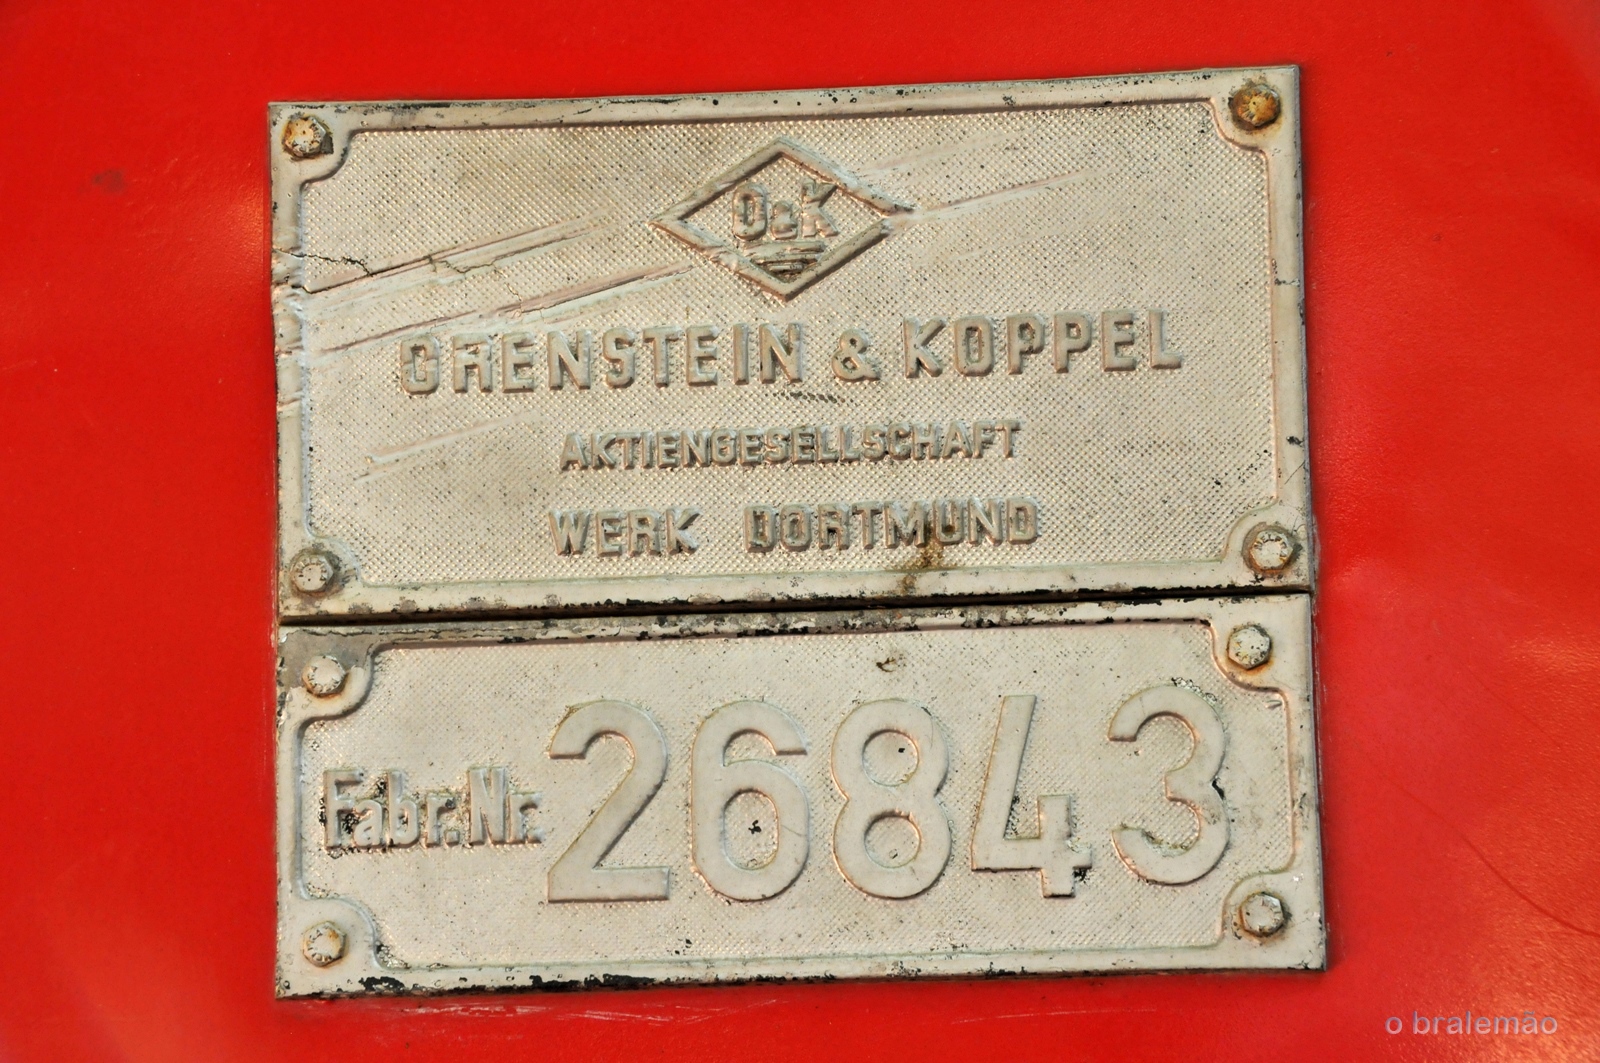 O&K
ORENSTEIN & KOPPEL
AKTIENGESELLSCHAFT
WERK DORTMUND
Fabr.Nr. 26843
o bralemão